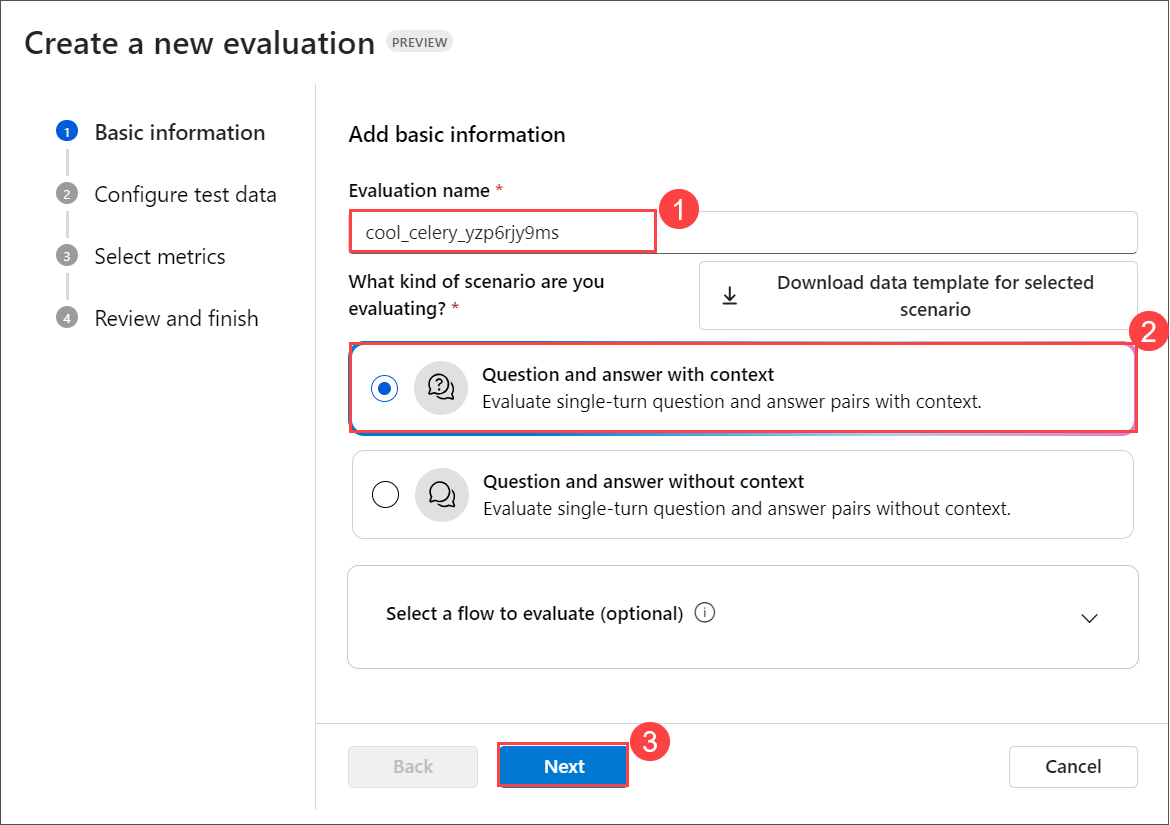 Create a new evaluation PREVIEW
1 Basic information
2 Configure test data
3 Select metrics
4 Review and finish
Add basic information
Evaluation name *
1
cool_celery_yzp6rjy9ms
What kind of scenario are you
evaluating? *
Download data template for selected
scenario
2
Question and answer with context
Evaluate single-turn question and answer pairs with context.
Question and answer without context
Evaluate single-turn question and answer pairs without context.
Select a flow to evaluate (optional)
3
Back
Next
Cancel